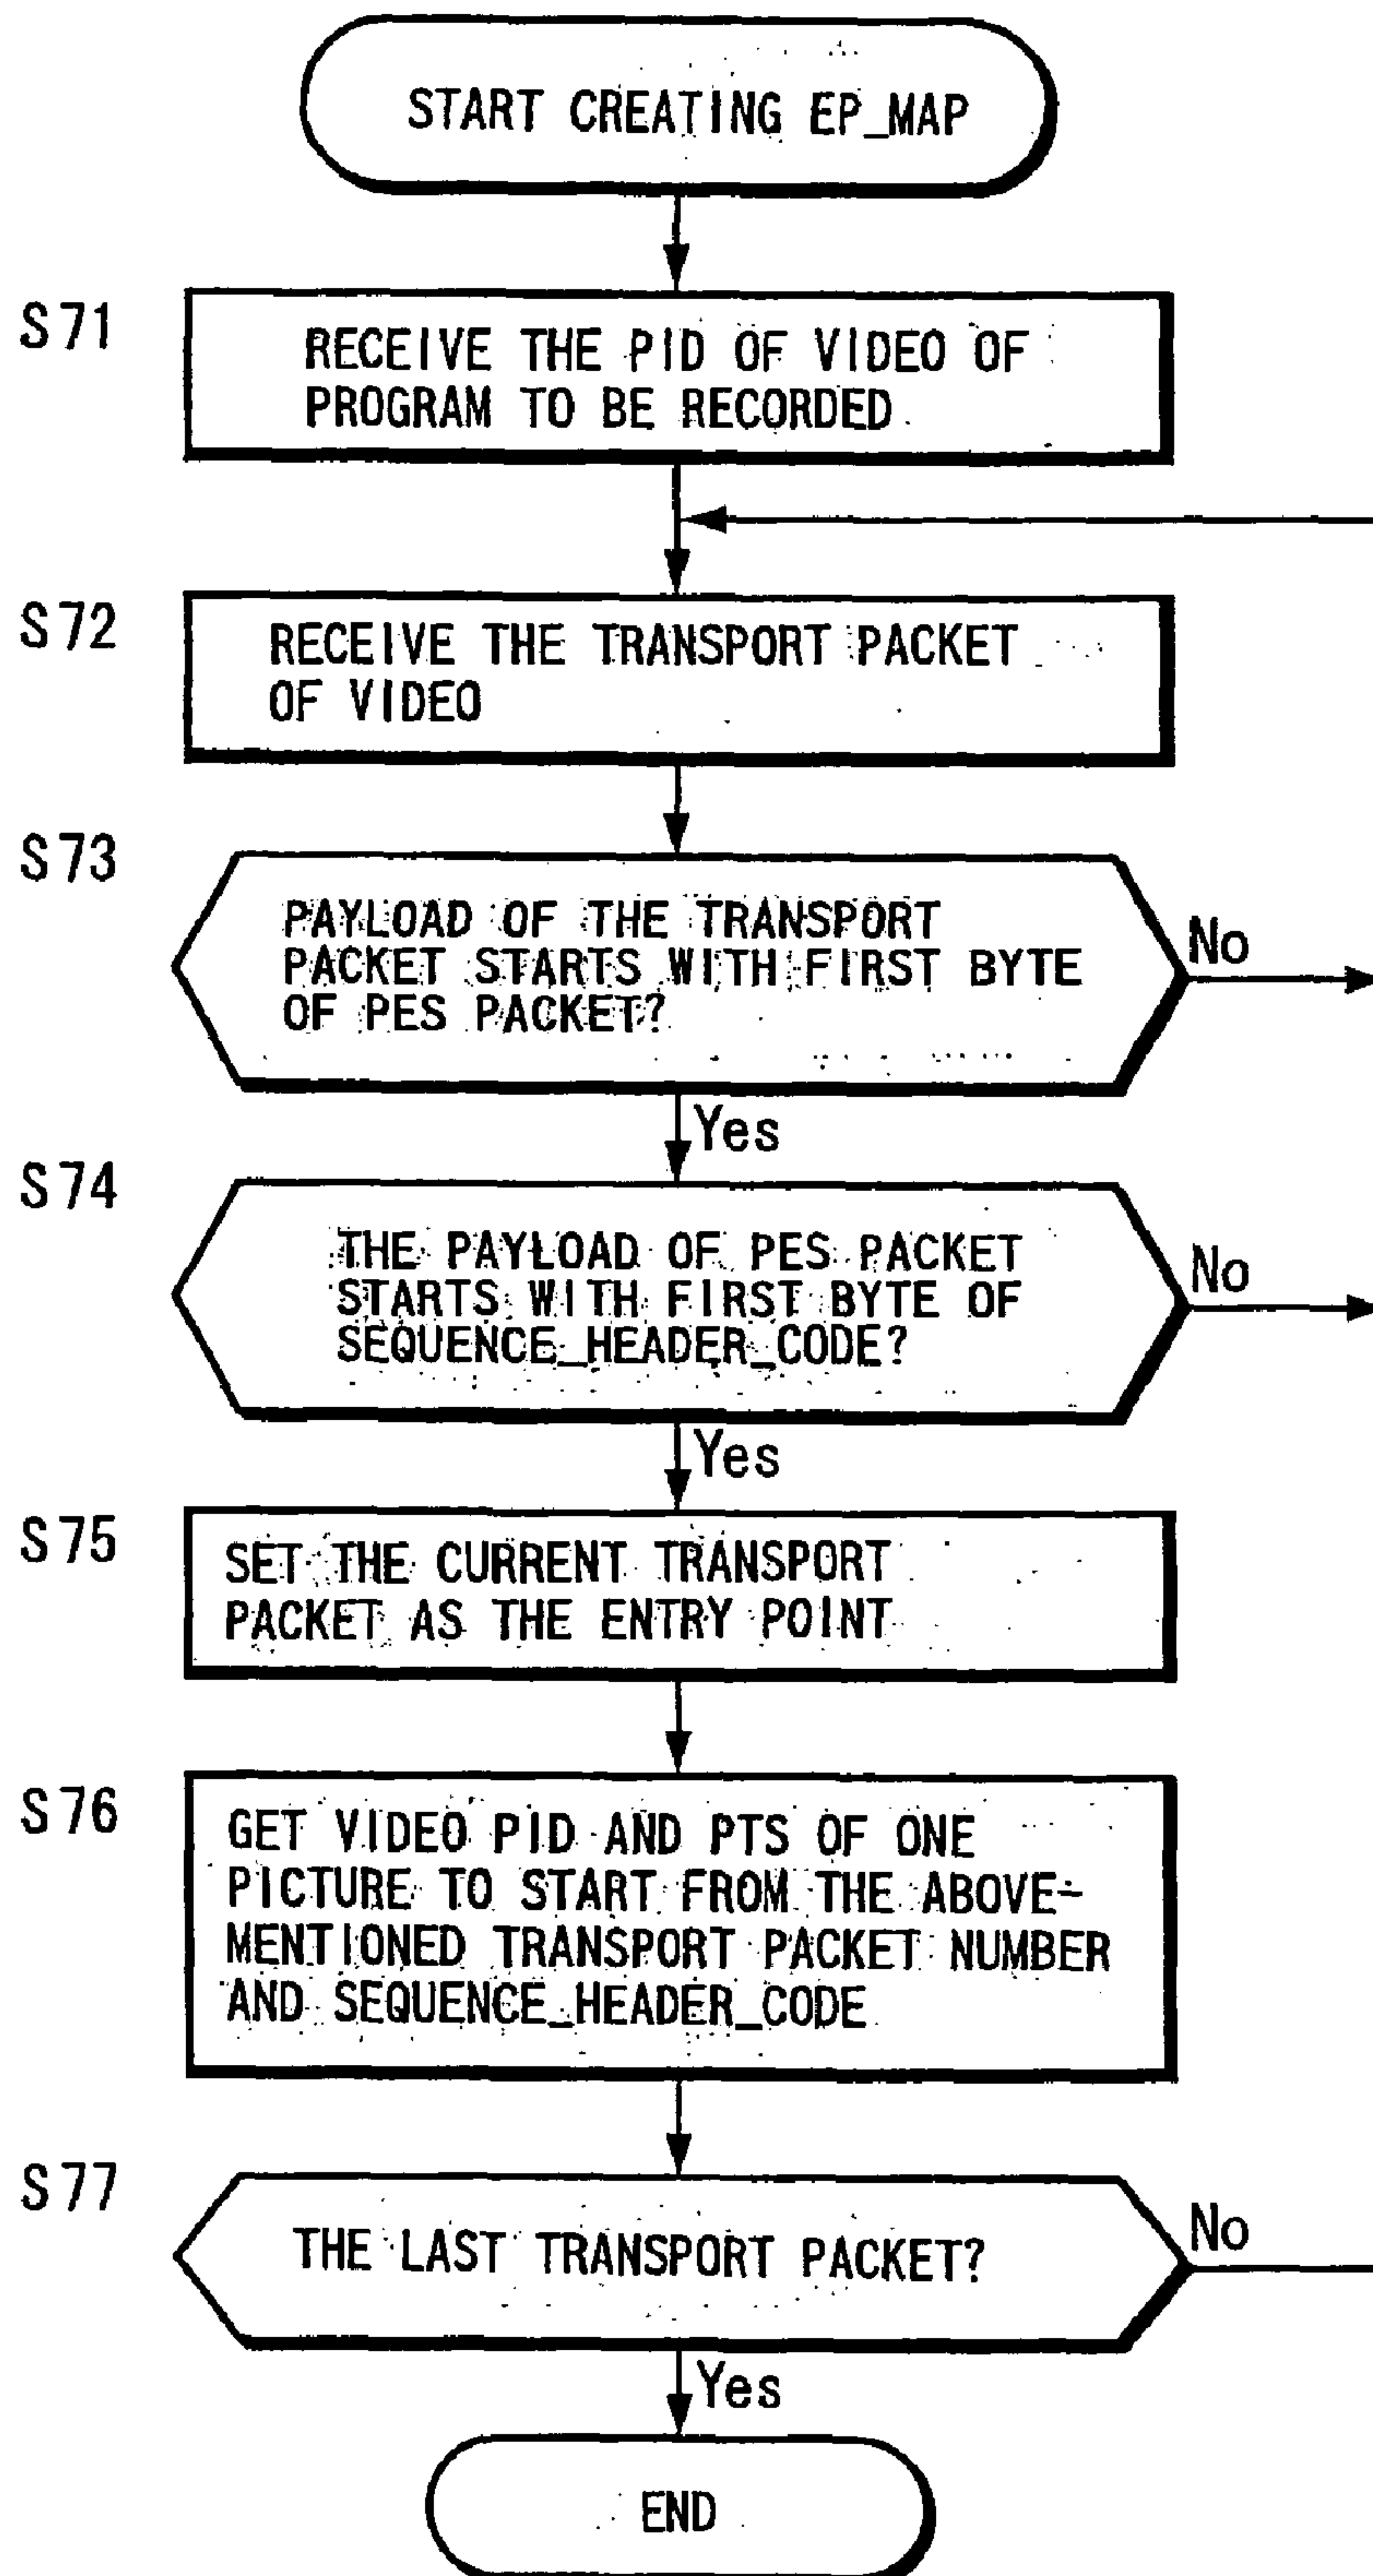 START CREATING EP_MAP
S71
RECEIVE THE PID OF VIDEO OF
PROGRAM TO BE RECORDED
S72
RECEIVE THE TRANSPORT PACKET
OF VIDEO
S73
PAYLOAD OF THE TRANSPORT
PACKET STARTS WITH FIRST BYTE
OF PES PACKET?
No
Yes
S74
THE PAYLOAD OF PES PACKET
STARTS WITH FIRST BYTE OF
SEQUENCE_HEADER_CODE?
No
Yes
S75
SET THE CURRENT TRANSPORT
PACKET AS THE ENTRY POINT
S76
GET VIDEO PID AND PTS OF ONE
PICTURE TO START FROM THE ABOVE-
MENTIONED TRANSPORT PACKET NUMBER
AND SEQUENCE_HEADER_CODE
S77
THE LAST TRANSPORT PACKET?
No
Yes
END